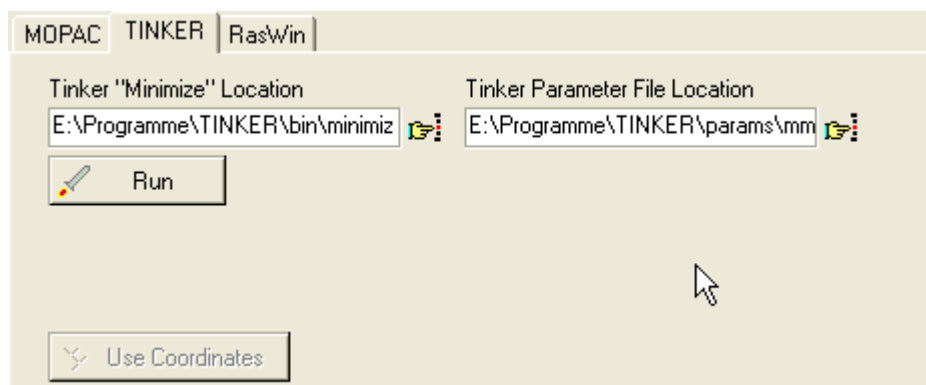 MOPAC TINKER RasWin
Tinker "Minimize" Location Tinker Parameter File Location
E:\Programme\TINKER\bin\minimiz E:\Programme\TINKER\params\mm
Run
Use Coordinates